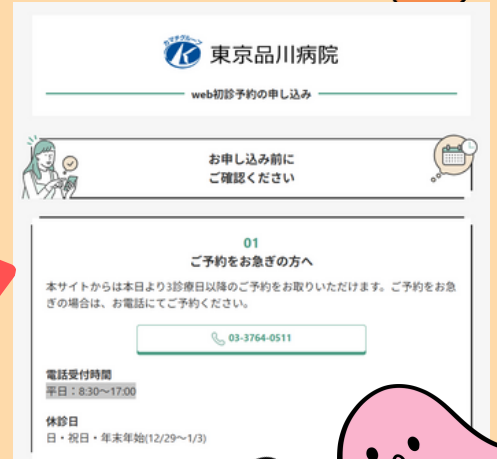 カマチグループ
東京品川病院
web初診予約の申し込み
お申し込み前に
ご確認ください
01
ご予約をお急ぎの方へ
本サイトからは本日より3診療日以降のご予約をお取りいただけます。ご予約をお急
ぎの場合は、お電話にてご予約ください。
03-3764-0511
電話受付時間
平日：8:30～17:00
休診日
日・祝日・年末年始(12/29～1/3)